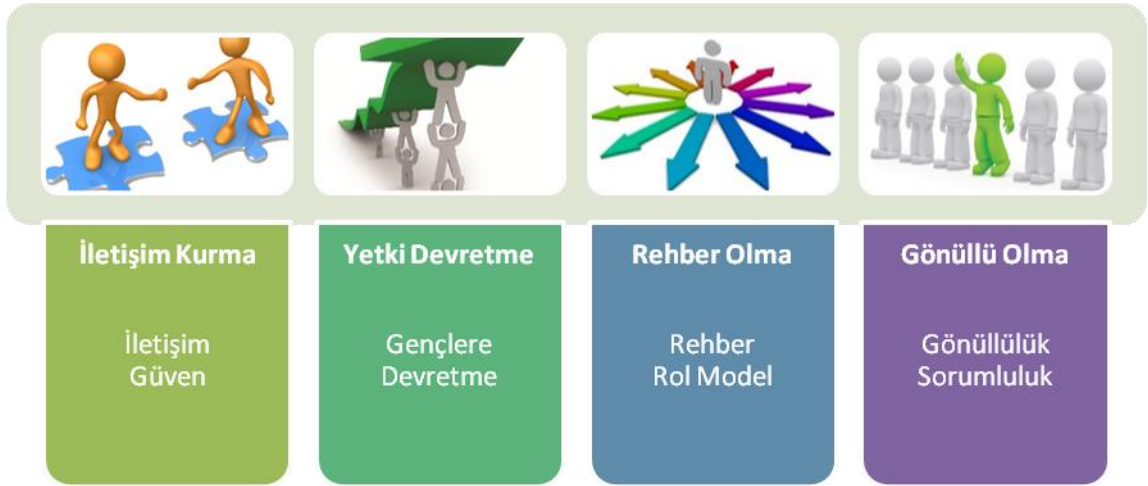 İletişim Kurma
İletişim
Güven
Yetki Devretme
Gençlere
Devretme
Rehber Olma
Rehber
Rol Model
Gönüllü Olma
Gönüllülük
Sorumluluk